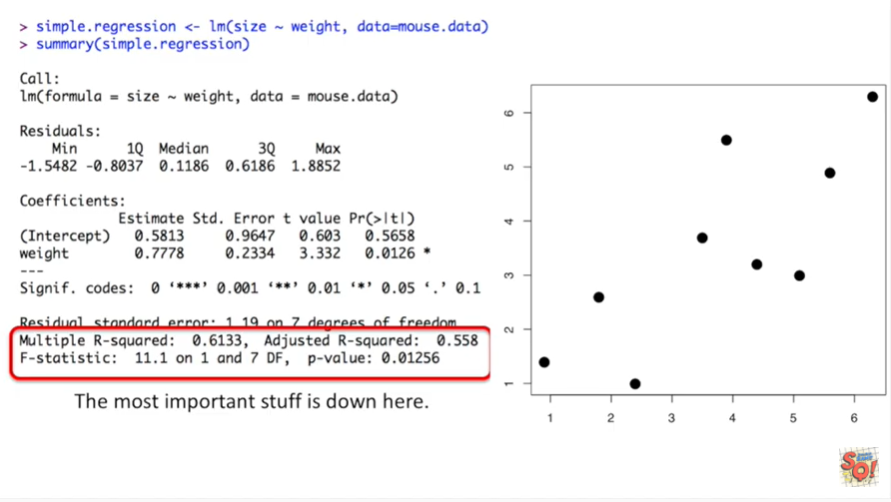 > simple.regression <- lm(size ~ weight, data=mouse.data)
> summary(simple.regression)
Call:
lm(formula = size ~ weight, data = mouse.data)
Residuals:
Min 1Q Median 3Q Max
-1.5482 -0.8037 0.1186 0.6186 1.8852
Coefficients:
Estimate Std. Error t value Pr(>|t|)
(Intercept) 0.5813 0.9647 0.603 0.5658
weight 0.7778 0.2334 3.332 0.0126 *
---
Signif. codes: 0 ‘***’ 0.001 ‘**’ 0.01 ‘*’ 0.05 ‘.’ 0.1
Residual standard error: 1.19 on 7 degrees of freedom
Multiple R-squared: 0.6133, Adjusted R-squared: 0.558
F-statistic: 11.1 on 1 and 7 DF, p-value: 0.01256
The most important stuff is down here.
6
5
4
3
2
1
1 2 3 4 5 6
SQ!